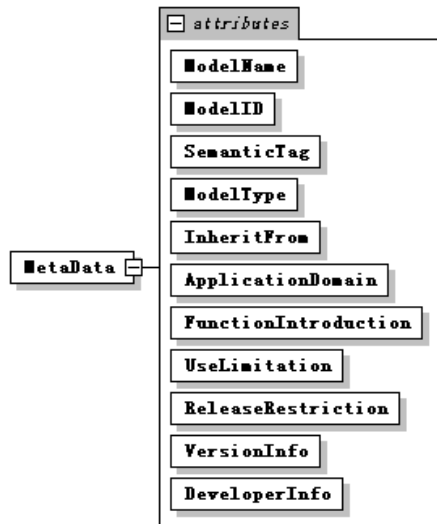 attributes
ModelName
ModelID
SemanticTag
ModelType
InheritFrom
MetaData
ApplicationDomain
FunctionIntroduction
UseLimitation
ReleaseRestriction
VersionInfo
DeveloperInfo